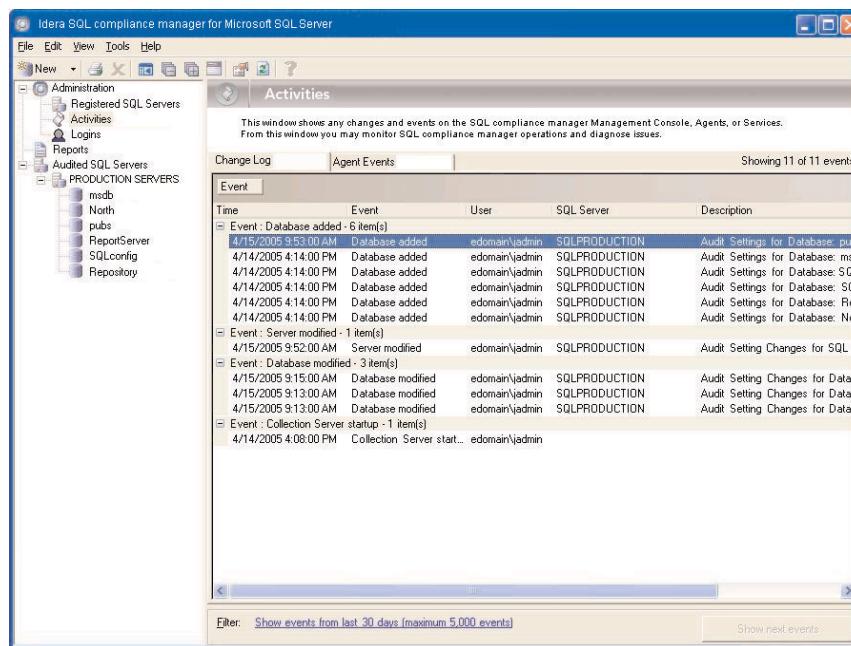 Idera SQL compliance manager for Microsoft SQL Server
File Edit View Tools Help
New
Administration
Registered SQL Servers
Activities
Logins
Reports
Audited SQL Servers
PRODUCTION SERVERS
msdb
North
pubs
ReportServer
SQLconfig
Repository
Activities
This window shows any changes and events on the SQL compliance manager Management Console, Agents, or Services.
From this window you may monitor SQL compliance manager operations and diagnose issues.
Change Log Agent Events Showing 11 of 11 events
Event
Time Event User SQL Server Description
Event : Database added - 6 item(s)
4/15/2005 9:53:00 AM Database added edomain\jadmin SQLPRODUCTION Audit Settings for Database: pu
4/14/2005 4:14:00 PM Database added edomain\jadmin SQLPRODUCTION Audit Settings for Database: ms
4/14/2005 4:14:00 PM Database added edomain\jadmin SQLPRODUCTION Audit Settings for Database: SQ
4/14/2005 4:14:00 PM Database added edomain\jadmin SQLPRODUCTION Audit Settings for Database: SQ
4/14/2005 4:14:00 PM Database added edomain\jadmin SQLPRODUCTION Audit Settings for Database: Re
4/14/2005 4:14:00 PM Database added edomain\jadmin SQLPRODUCTION Audit Settings for Database: No
Event : Server modified - 1 item(s)
4/15/2005 9:52:00 AM Server modified edomain\jadmin SQLPRODUCTION Audit Setting Changes for SQL
Event : Database modified - 3 item(s)
4/15/2005 9:15:00 AM Database modified edomain\jadmin SQLPRODUCTION Audit Setting Changes for Data
4/15/2005 9:13:00 AM Database modified edomain\jadmin SQLPRODUCTION Audit Setting Changes for Data
4/15/2005 9:13:00 AM Database modified edomain\jadmin SQLPRODUCTION Audit Setting Changes for Data
Event : Collection Server startup - 1 item(s)
4/14/2005 4:08:00 PM Collection Server start... edomain\jadmin
Filter: Show events from last 30 days (maximum 5,000 events)
Show next events